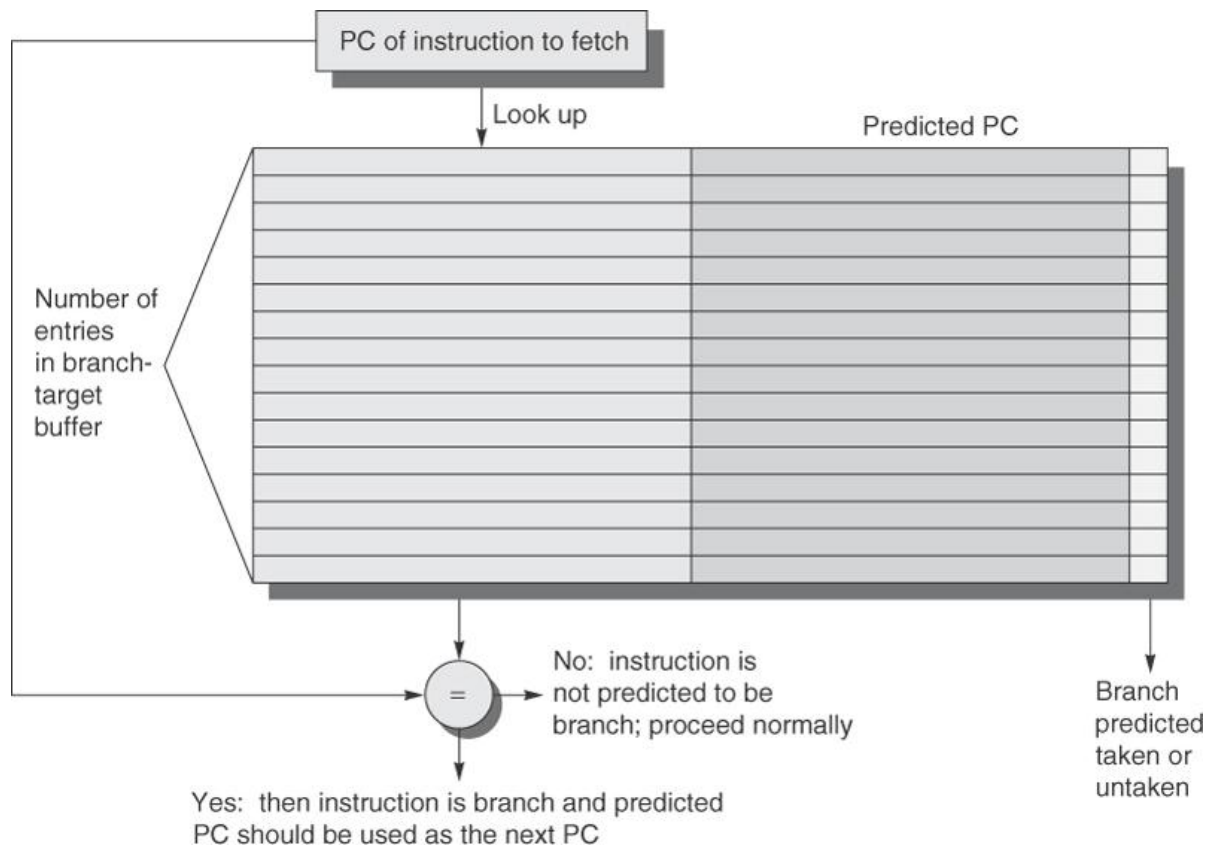 PC of instruction to fetch
Look up
Predicted PC
Number of
entries
in branch-
target
buffer
=
No: instruction is
not predicted to be
branch; proceed normally
Branch
predicted
taken or
untaken
Yes: then instruction is branch and predicted
PC should be used as the next PC